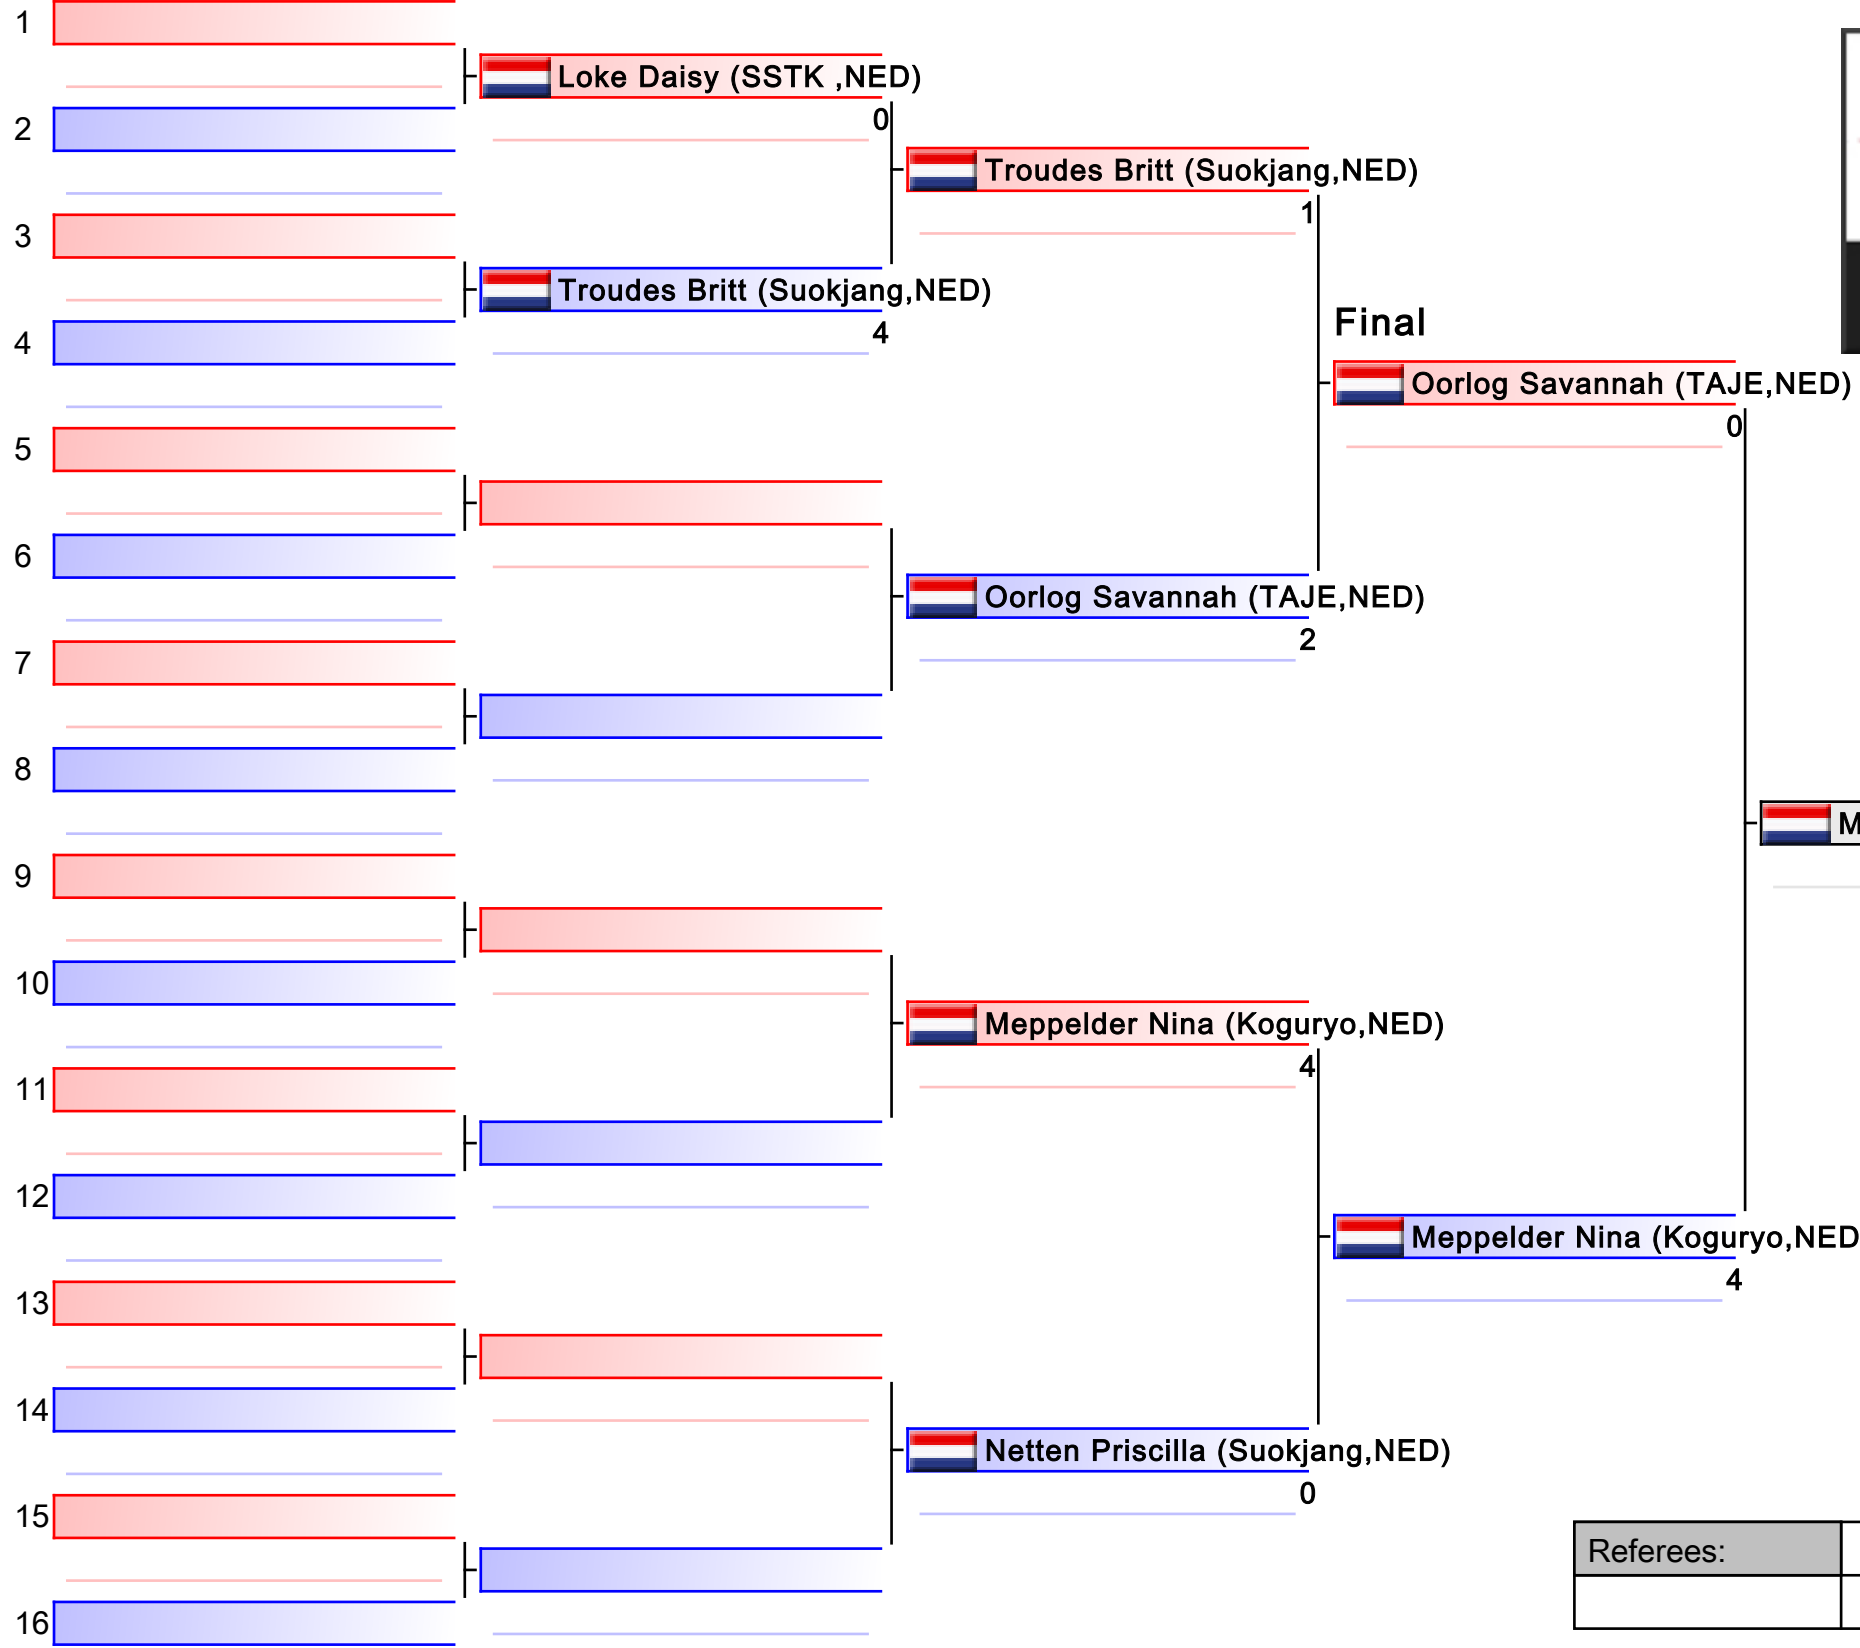 1
Loke Daisy (SSTK ,NED)
0
2
Troudes Britt (Suokjang,NED)
1
3
Troudes Britt (Suokjang,NED)
4
Final
4
Oorlog Savannah (TAJE,NED)
0
5
6
Oorlog Savannah (TAJE,NED)
2
7
8
M
9
10
Meppelder Nina (Koguryo,NED)
4
11
12
Meppelder Nina (Koguryo,NED
4
13
14
Netten Priscilla (Suokjang,NED)
0
15
Referees:
16